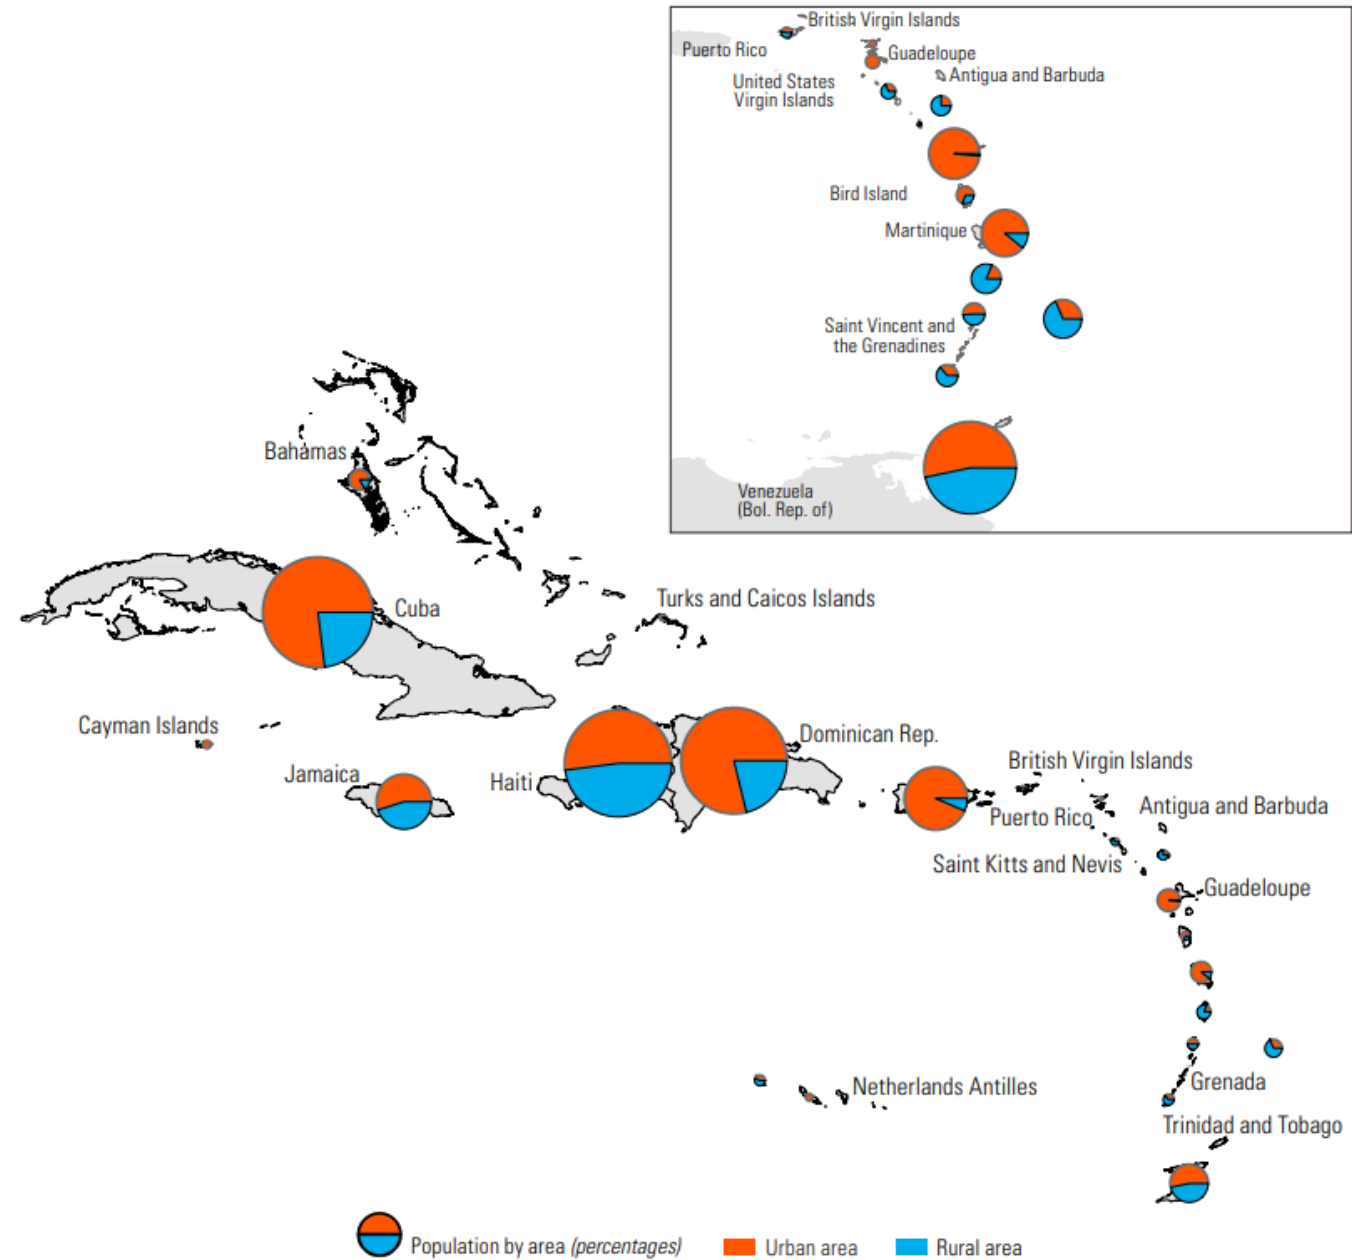 British Virgin Islands
Puerto Rico
Guadeloupe
Antigua and Barbuda
United States
Virgin Islands
Bird Island
Martinique
Saint Vincent and
the Grenadines
Venezuela
(Bol. Rep. of)
Bahamas
Cuba
Turks and Caicos Islands
Cayman Islands
Jamaica
Haiti
Dominican Rep.
British Virgin Islands
Puerto Rico
Antigua and Barbuda
Saint Kitts and Nevis
Guadeloupe
Netherlands Antilles
Grenada
Trinidad and Tobago
Population by area (percentages) Urban area Rural area